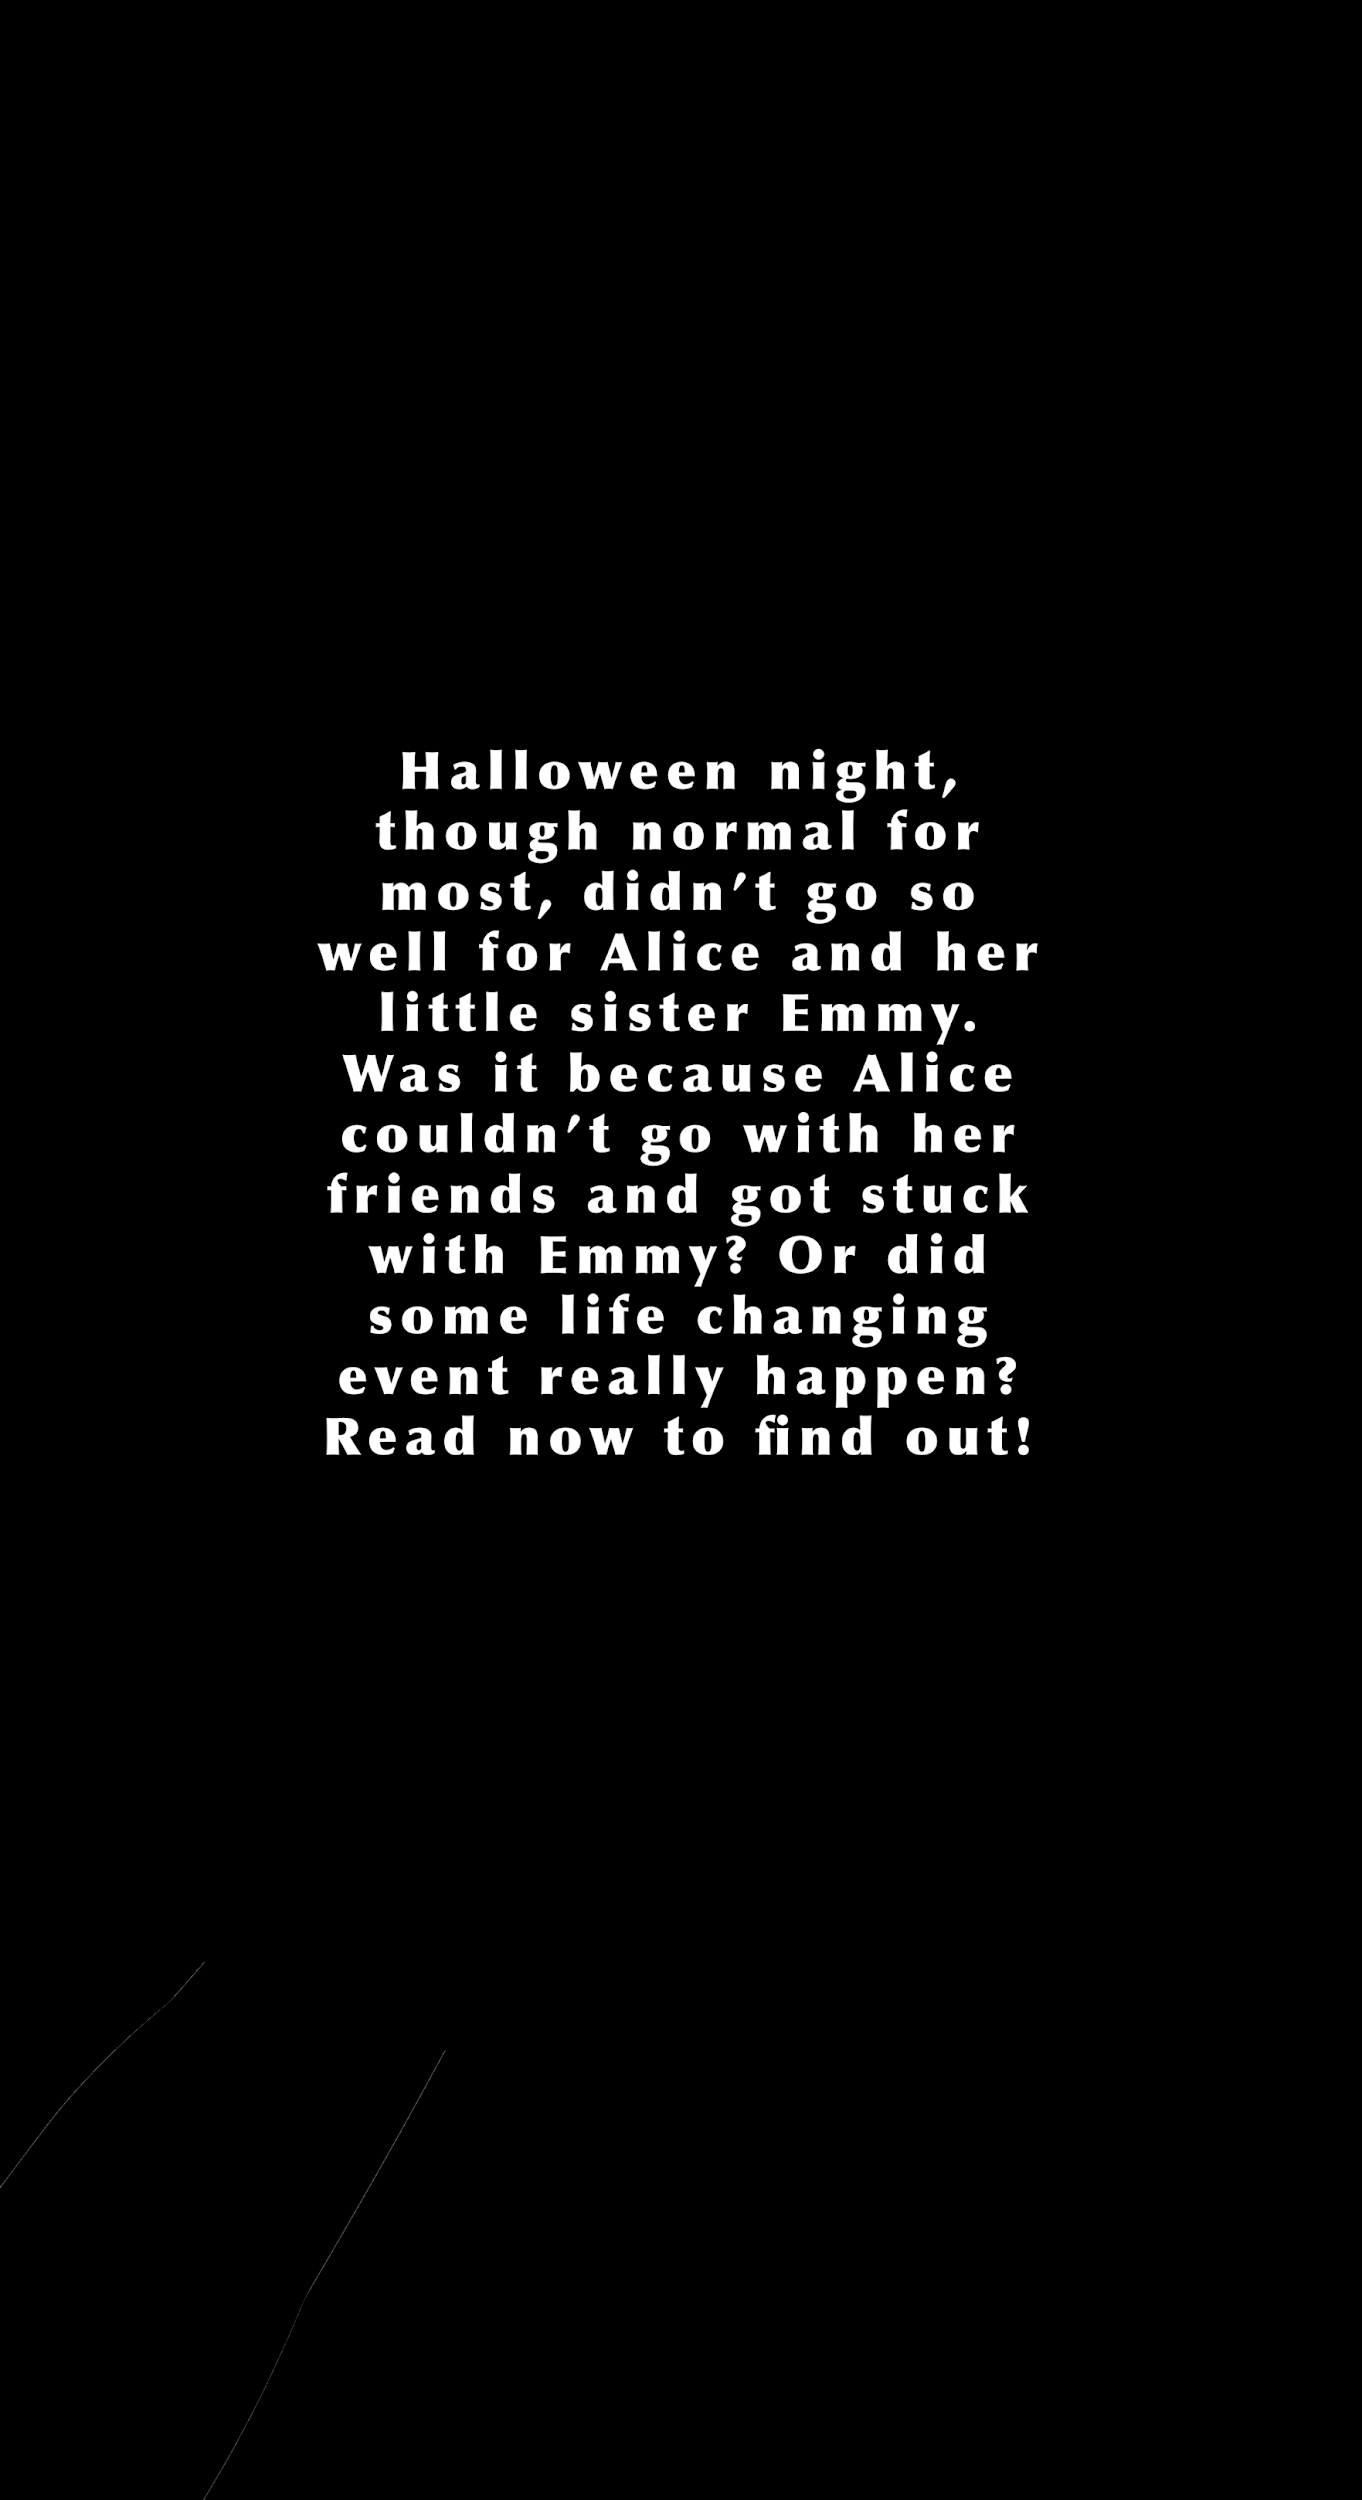 Halloween night,
though normal for
most, didn't go so
well for Alice and her
little sister Emmy.
Was it because Alice
couldn't go with her
friends and got stuck
with Emmy? Or did
some life changing
event really happen?
Read now to find out!